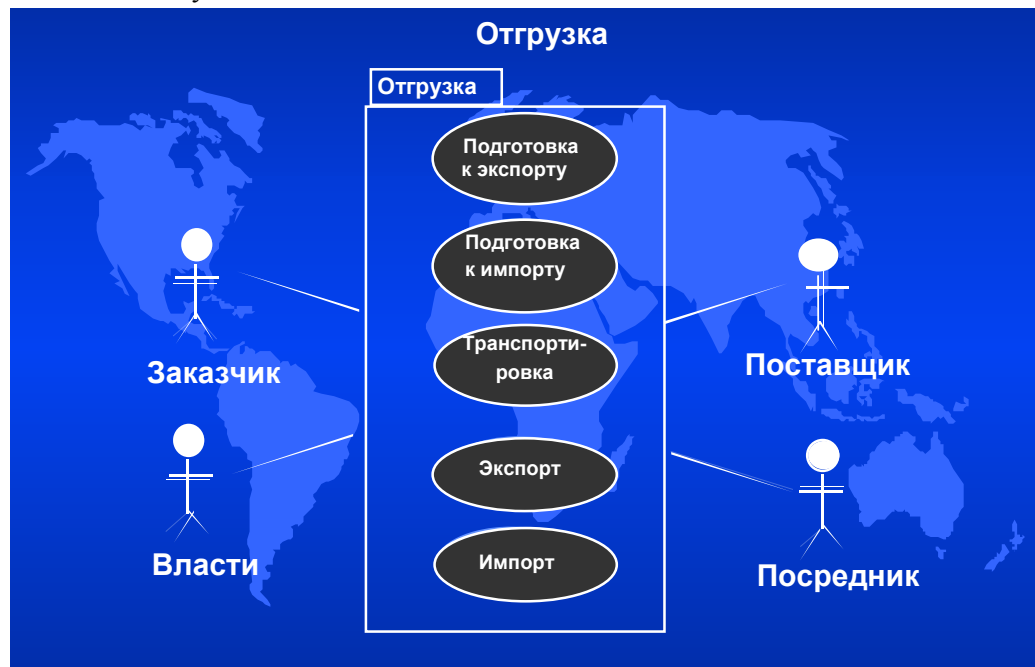 Отгрузка
Отгрузка
Подготовка
к экспорту
Подготовка
к импорту
Транспорти-
ровка
Экспорт
Импорт
Заказчик
Власти
Поставщик
Посредник